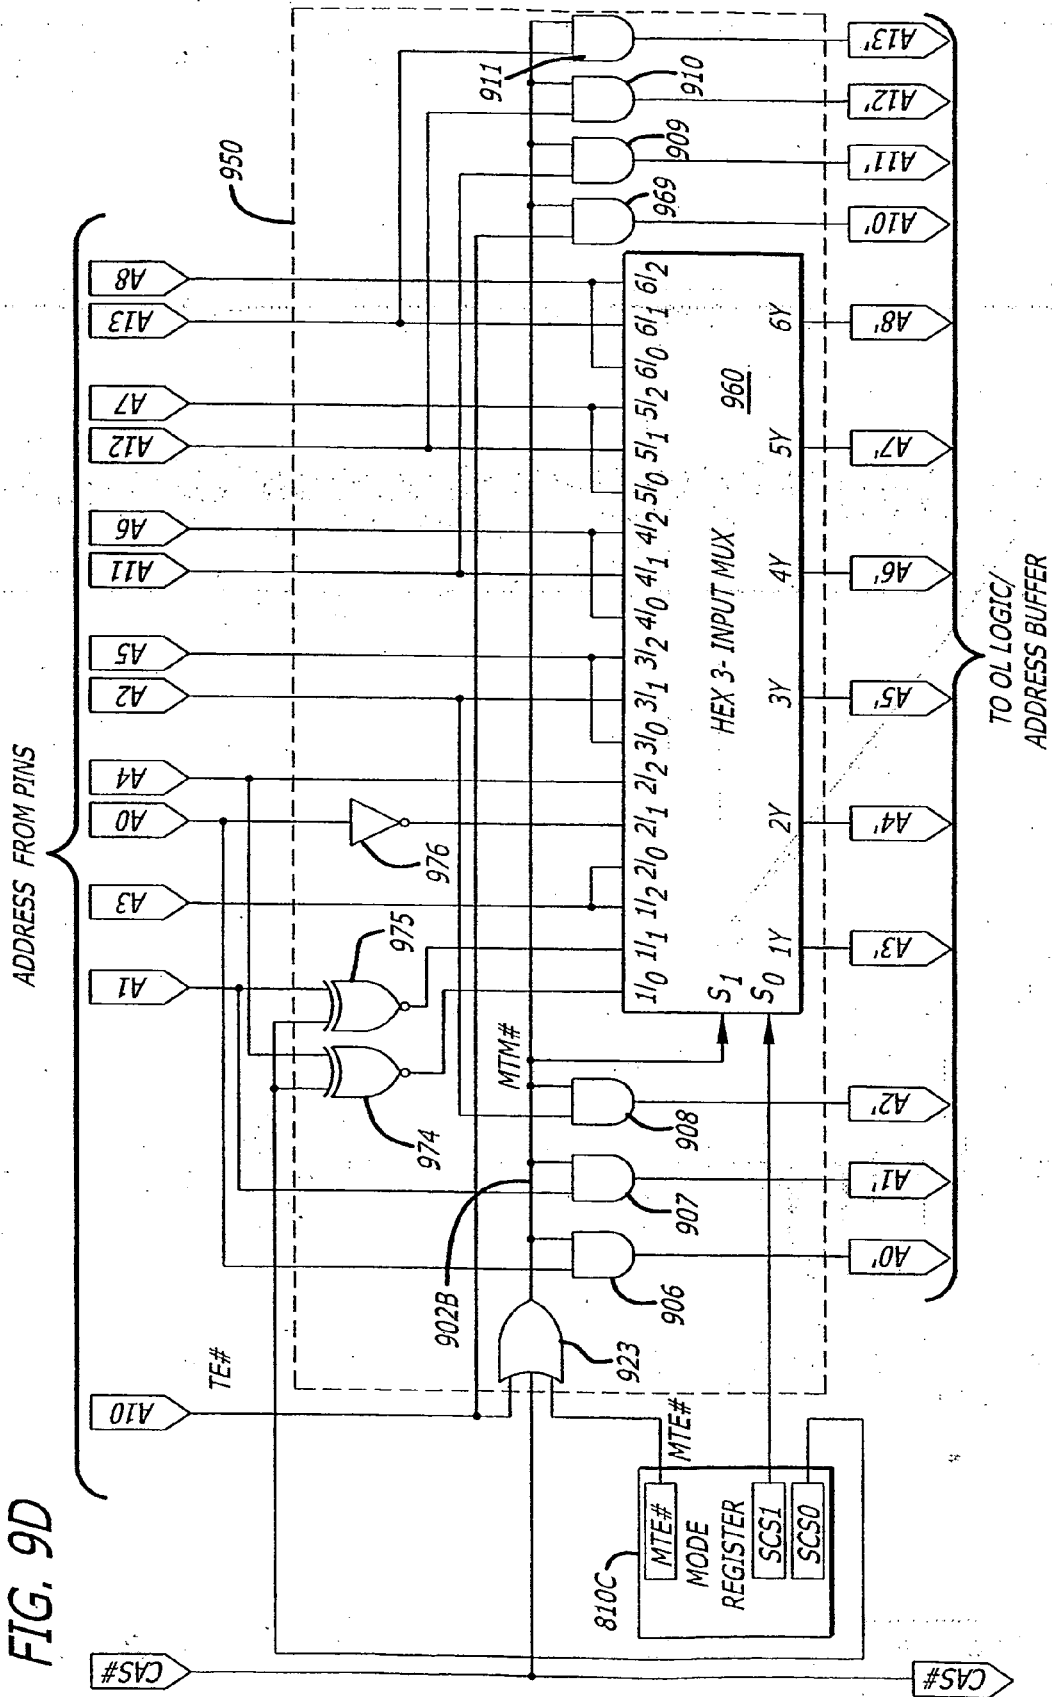 FIG. 9D
ADDRESS FROM PINS
CAS#
A10
A1
A3
A0
A4
A2
A5
A11
A6
A12
A7
A13
A8
TE#
950
974
975
976
902B
MTM#
923
906
907
908
969
909
910
911
810C
MTE#
MTE#
MODE
REGISTER
SCS1
SCS0
S1
S0
1I0 1I1 1I2 2I0 2I1 2I2 3I0 3I1 3I2 4I0 4I1 4I2 5I0 5I1 5I2 6I0 6I1 6I2
HEX 3- INPUT MUX
960
1Y 2Y 3Y 4Y 5Y 6Y
CAS#
A0'
A1'
A2'
A3'
A4'
A5'
A6'
A7'
A8'
A10'
A11'
A12'
A13'
TO OL LOGIC/
ADDRESS BUFFER